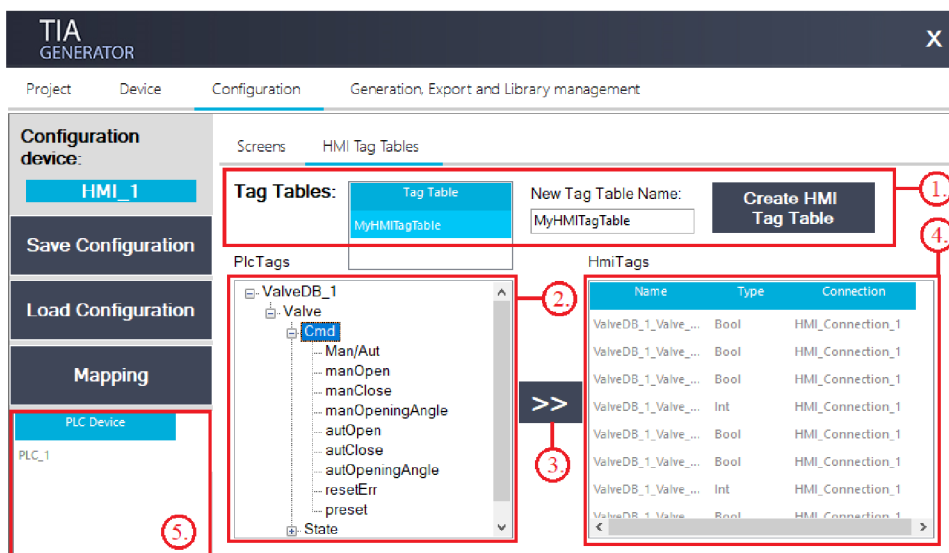 TIA
GENERATOR
X
Project Device Configuration Generation, Export and Library management
Configuration
device:
HMI_1
Save Configuration
Load Configuration
Mapping
PLC Device
PLC_1
5.
Screens HMI Tag Tables
Tag Tables:
Tag Table
MyHMITagTable
New Tag Table Name:
MyHMITagTable
Create HMI
Tag Table
1.
4.
PlcTags
ValveDB_1
Valve
Cmd
Man/Aut
manOpen
manClose
manOpeningAngle
autOpen
autClose
autOpeningAngle
resetErr
preset
State
2.
>>
3.
HmiTags
Name Type Connection
ValveDB_1_Valve_... Bool HMI_Connection_1
ValveDB_1_Valve_... Bool HMI_Connection_1
ValveDB_1_Valve_... Bool HMI_Connection_1
ValveDB_1_Valve_... Int HMI_Connection_1
ValveDB_1_Valve_... Bool HMI_Connection_1
ValveDB_1_Valve_... Bool HMI_Connection_1
ValveDB_1_Valve_... Int HMI_Connection_1
ValveDB_1_Valve_... Bool HMI_Connection_1